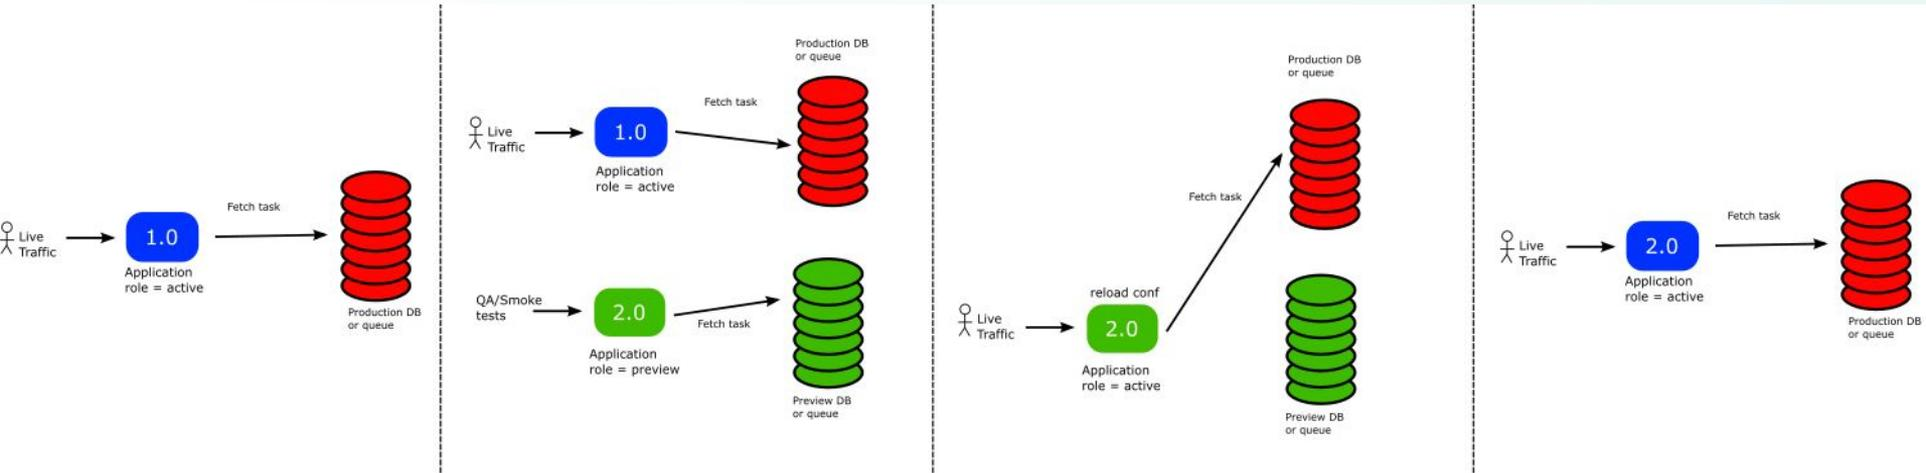 Live
Traffic
1.0
Application
role = active
Fetch task
Production DB
or queue
Live
Traffic
1.0
Application
role = active
Fetch task
Production DB
or queue
QA/Smoke
tests
2.0
Application
role = preview
Fetch task
Preview DB
or queue
Live
Traffic
reload conf
2.0
Application
role = active
Fetch task
Production DB
or queue
Preview DB
or queue
Live
Traffic
2.0
Application
role = active
Fetch task
Production DB
or queue